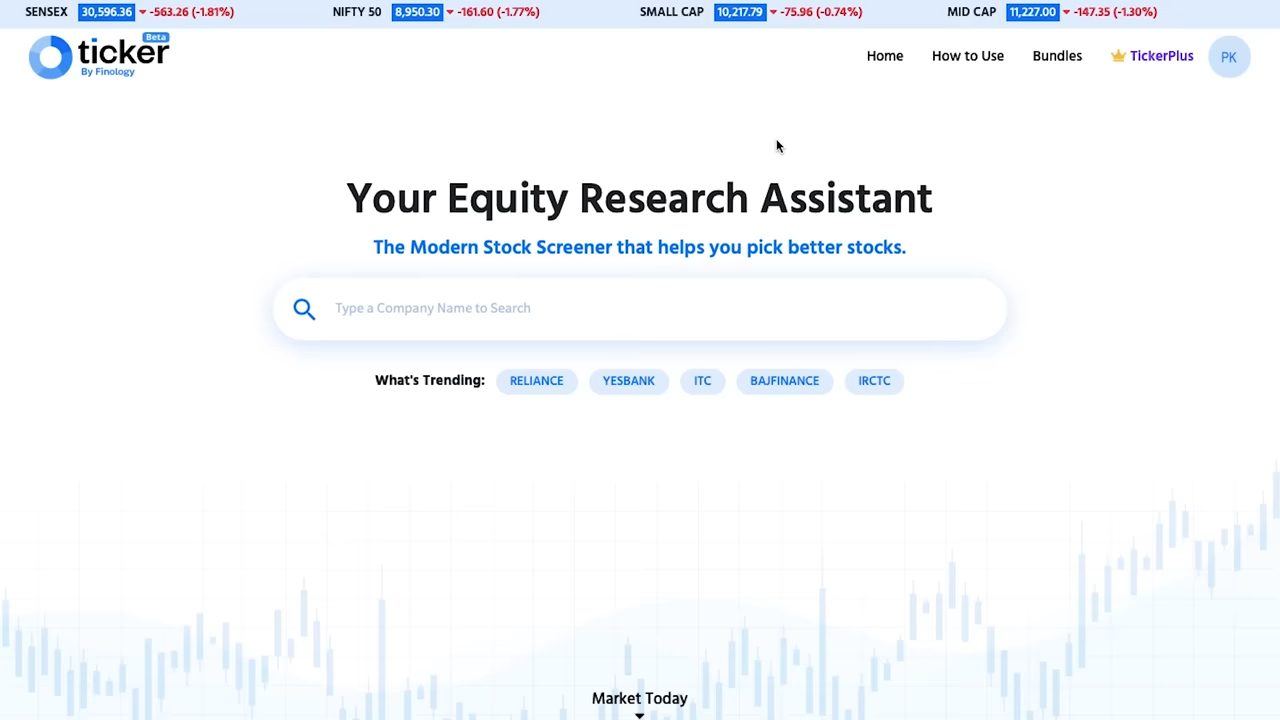 SENSEX 30,596.36 -563.26 (-1.81%) NIFTY 50 8,950.30 -161.60 (-1.77%) SMALL CAP 10,217.79 -75.96 (-0.74%) MID CAP 11,227.00 -147.35 (-1.30%)
ticker Beta
By Finology
Home How to Use Bundles TickerPlus PK
Your Equity Research Assistant
The Modern Stock Screener that helps you pick better stocks.
Type a Company Name to Search
What's Trending: RELIANCE YESBANK ITC BAJFINANCE IRCTC
Market Today